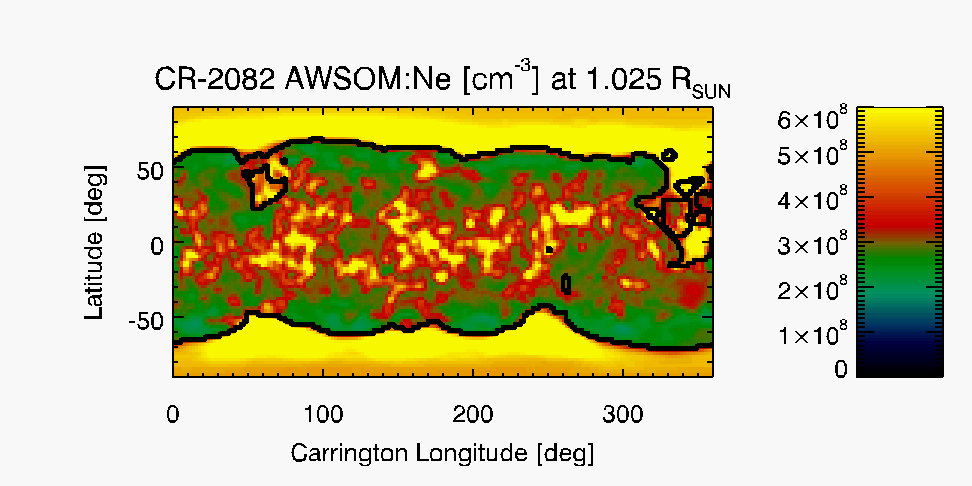 CR-2082 AWSOM:Ne [cm⁻³] at 1.025 R_SUN
50
0
-50
Latitude [deg]
0 100 200 300
Carrington Longitude [deg]
6×10⁸
5×10⁸
4×10⁸
3×10⁸
2×10⁸
1×10⁸
0